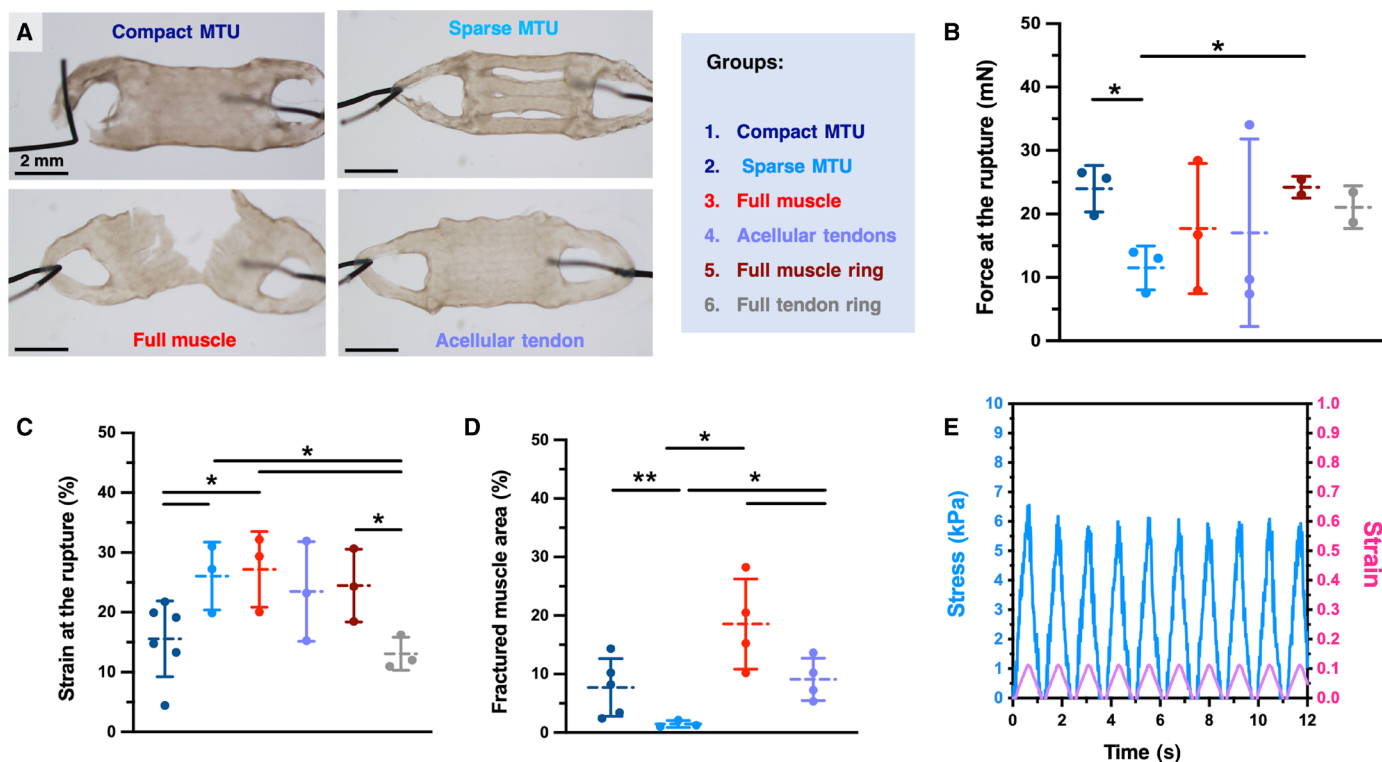 A
Compact MTU
2 mm
Sparse MTU
Full muscle
Acellular tendon
Groups:
1. Compact MTU
2. Sparse MTU
3. Full muscle
4. Acellular tendons
5. Full muscle ring
6. Full tendon ring
B
Force at the rupture (mN)
50
40
30
20
10
0
*
*
C
Strain at the rupture (%)
50
40
30
20
10
0
*
*
*
D
Fractured muscle area (%)
50
40
30
20
10
0
*
**
*
E
Stress (kPa)
10
9
8
7
6
5
4
3
2
1
0
1.0
0.9
0.8
0.7
0.6
0.5
0.4
0.3
0.2
0.1
0.0
Strain
0 2 4 6 8 10 12
Time (s)